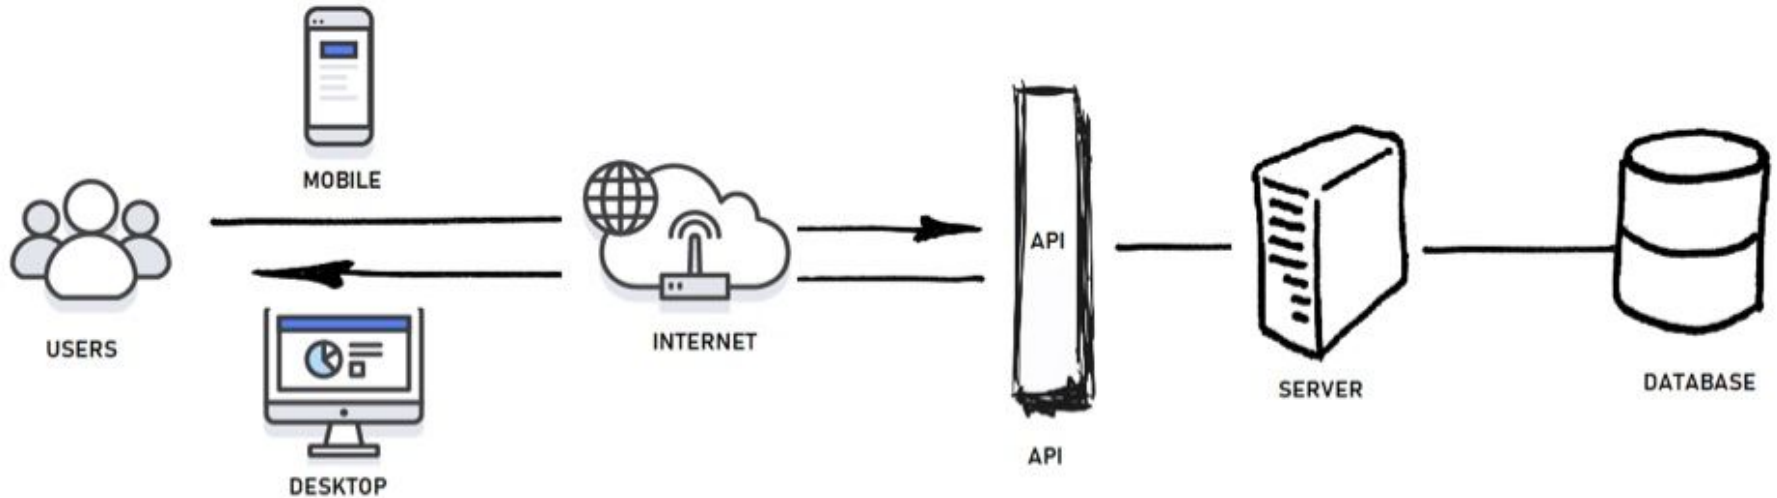 MOBILE
USERS
DESKTOP
INTERNET
API
API
SERVER
DATABASE